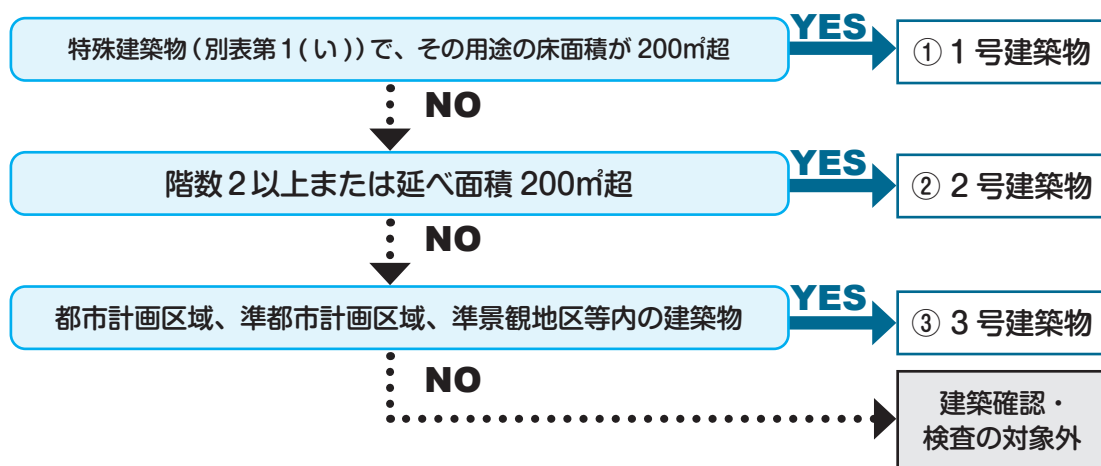 特殊建築物(別表第1(い))で、その用途の床面積が 200㎡超
YES
① 1 号建築物
NO
階数2以上または延べ面積 200㎡超
YES
② 2 号建築物
NO
都市計画区域、準都市計画区域、準景観地区等内の建築物
YES
③ 3 号建築物
NO
建築確認・
検査の対象外